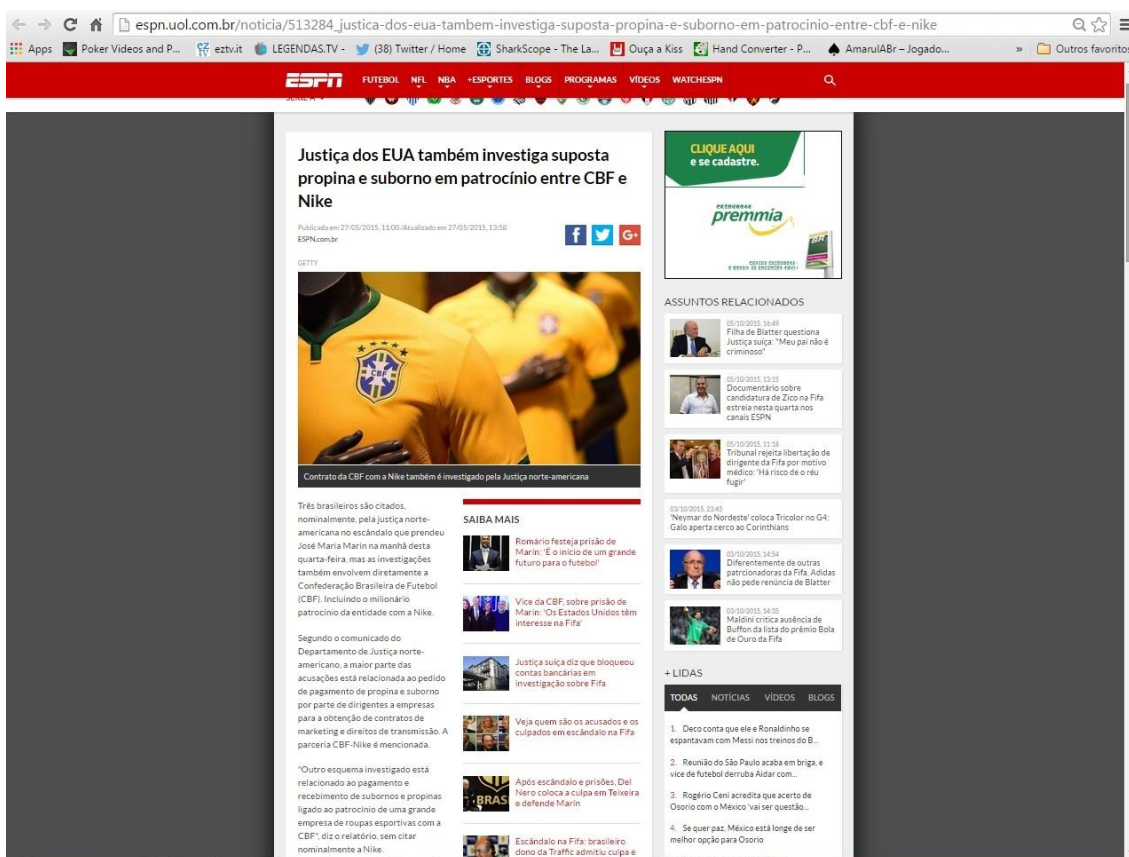 espn.uol.com.br/noticia/513284_justica-dos-eua-tambem-investiga-suposta-propina-e-suborno-em-patrocinio-entre-cbf-e-nike
Apps Poker Videos and P... eztv.it LEGENDAS.TV - (38) Twitter / Home SharkScope - The La... Ouça a Kiss Hand Converter - P... AmarulABr – Jogado... » Outros favoritos
ESPN FUTEBOL NFL NBA +ESPORTES BLOGS PROGRAMAS VÍDEOS WATCHESPN
Justiça dos EUA também investiga suposta
propina e suborno em patrocínio entre CBF e
Nike
Publicado em 27/05/2015, 11:00 /Atualizado em 27/05/2015, 13:58
ESPN.com.br
GETTY
CBF
Contrato da CBF com a Nike também é investigado pela Justiça norte-americana
Três brasileiros são citados,
nominalmente, pela justiça norte-
americana no escândalo que prendeu
José Maria Marin na manhã desta
quarta-feira, mas as investigações
também envolvem diretamente a
Confederação Brasileira de Futebol
(CBF). Incluindo o milionário
patrocínio da entidade com a Nike.
Segundo o comunicado do
Departamento de Justiça norte-
americano, a maior parte das
acusações está relacionada ao pedido
de pagamento de propina e suborno
por parte de dirigentes a empresas
para a obtenção de contratos de
marketing e direitos de transmissão. A
parceria CBF-Nike é mencionada.
"Outro esquema investigado está
relacionado ao pagamento e
recebimento de subornos e propinas
ligado ao patrocínio de uma grande
empresa de roupas esportivas com a
CBF", diz o relatório, sem citar
nominalmente a Nike.
SAIBA MAIS
Romário festeja prisão de
Marin: 'É o início de um grande
futuro para o futebol'
Vice da CBF, sobre prisão de
Marin: 'Os Estados Unidos têm
interesse na Fifa'
Justiça suíça diz que bloqueou
contas bancárias em
investigação sobre Fifa
Veja quem são os acusados e os
culpados em escândalo na Fifa
BRAS
Após escândalo e prisões, Del
Nero coloca a culpa em Teixeira
e defende Marin
Escândalo na Fifa: brasileiro
dono da Traffic admitiu culpa e
CLIQUE AQUI
e se cadastre.
premmia
BR
ASSUNTOS RELACIONADOS
05/10/2015, 16:49
Filha de Blatter questiona
Justiça suíça: "Meu pai não é
criminoso"
05/10/2015, 13:15
Documentário sobre
candidatura de Zico na Fifa
estreia nesta quarta nos
canais ESPN
05/10/2015, 11:18
Tribunal rejeita libertação de
dirigente da Fifa por motivo
médico: 'Há risco de o réu
fugir'
03/10/2015, 23:45
'Neymar do Nordeste' coloca Tricolor no G4;
Galo aperta cerco ao Corinthians
03/10/2015, 14:54
Diferentemente de outras
patrcionadoras da Fifa, Adidas
não pede renúncia de Blatter
03/10/2015, 14:35
Maldini critica ausência de
Buffon da lista do prêmio Bola
de Ouro da Fifa
+ LIDAS
TODAS NOTÍCIAS VÍDEOS BLOGS
1. Deco conta que ele e Ronaldinho se
espantavam com Messi nos treinos do B...
2. Reunião do São Paulo acaba em briga, e
vice de futebol derruba Aidar com...
3. Rogério Ceni acredita que acerto de
Osorio com o México 'vai ser questão...
4. Se quer paz, México está longe de ser
melhor opção para Osorio